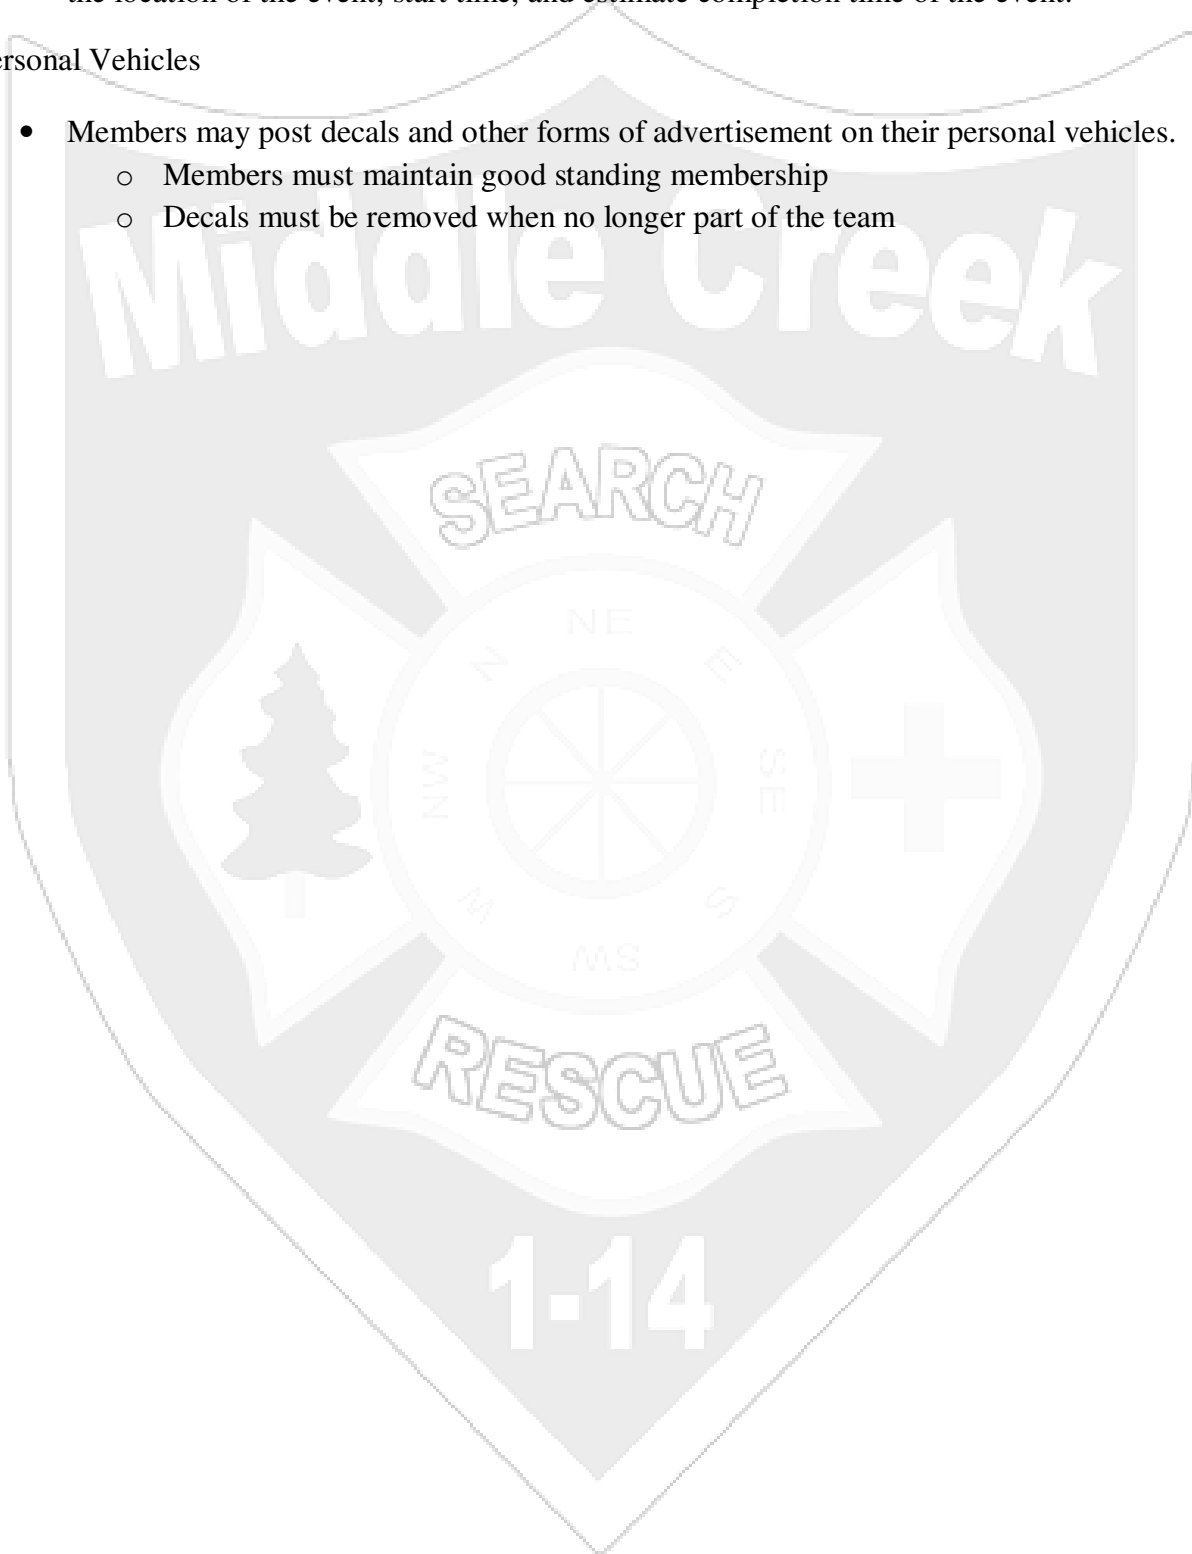 the location of the event, start time, and estimate completion time of the event.
ersonal Vehicles
• Members may post decals and other forms of advertisement on their personal vehicles.
o Members must maintain good standing membership
o Decals must be removed when no longer part of the team
Middle Creek
SEARCH
NE
N
E
NW
SE
W
S
SW
RESCUE
1-14